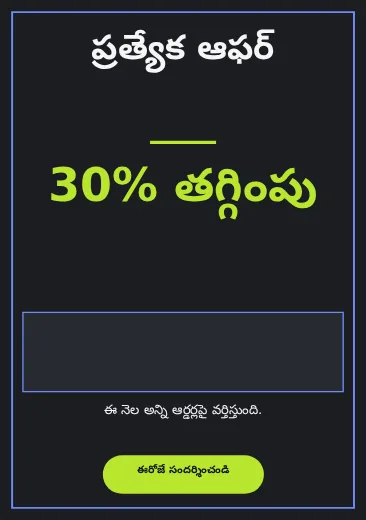 ప్రత్యేక ఆఫర్
30% తగ్గింపు
ఈ నెల అన్ని ఆర్డర్లపై వర్తిస్తుంది.
ఈరోజే సందర్శించండి